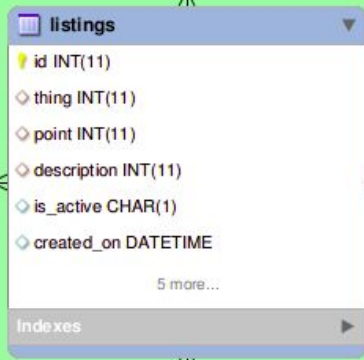 listings
id INT(11)
thing INT(11)
point INT(11)
description INT(11)
is_active CHAR(1)
created_on DATETIME
5 more...
Indexes